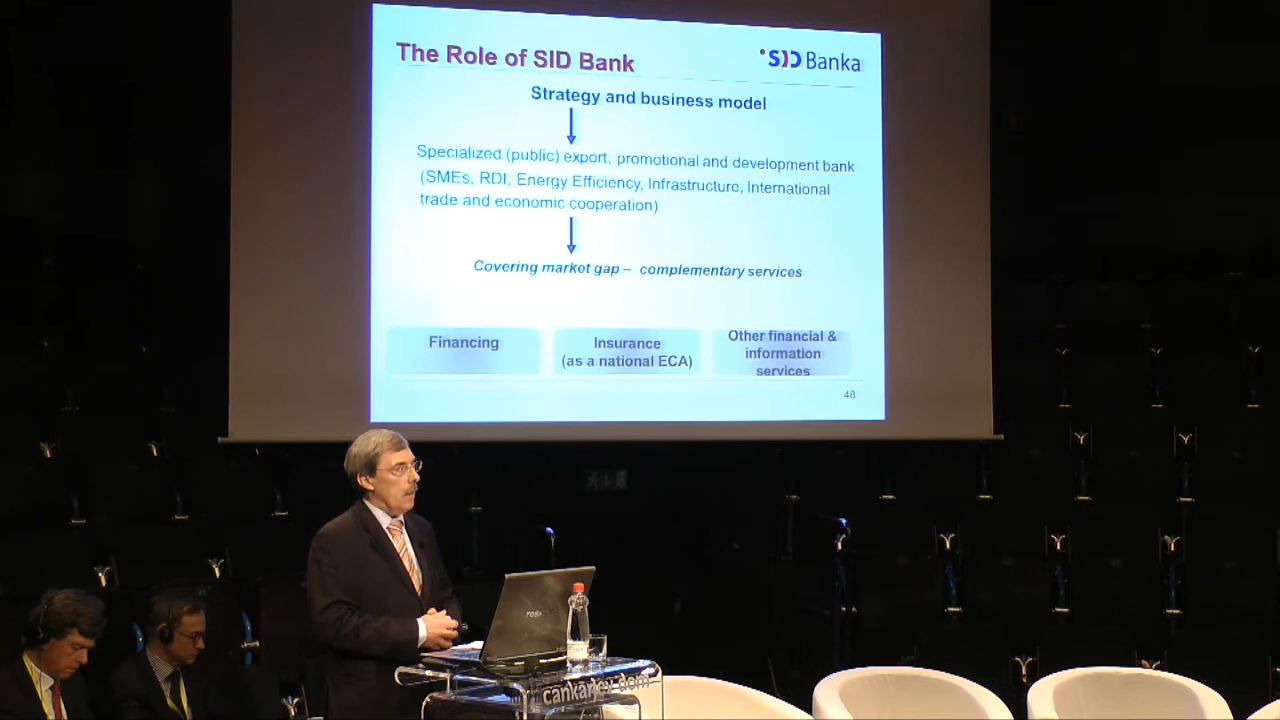 The Role of SID Bank
SID Banka
Strategy and business model
Specialized (public) export, promotional and development bank
(SMEs, RDI, Energy Efficiency, Infrastructure, International
trade and economic cooperation)
Covering market gap – complementary services
Financing
Insurance
(as a national ECA)
Other financial &
information
services
48
TOSHIBA
cankarjev dom